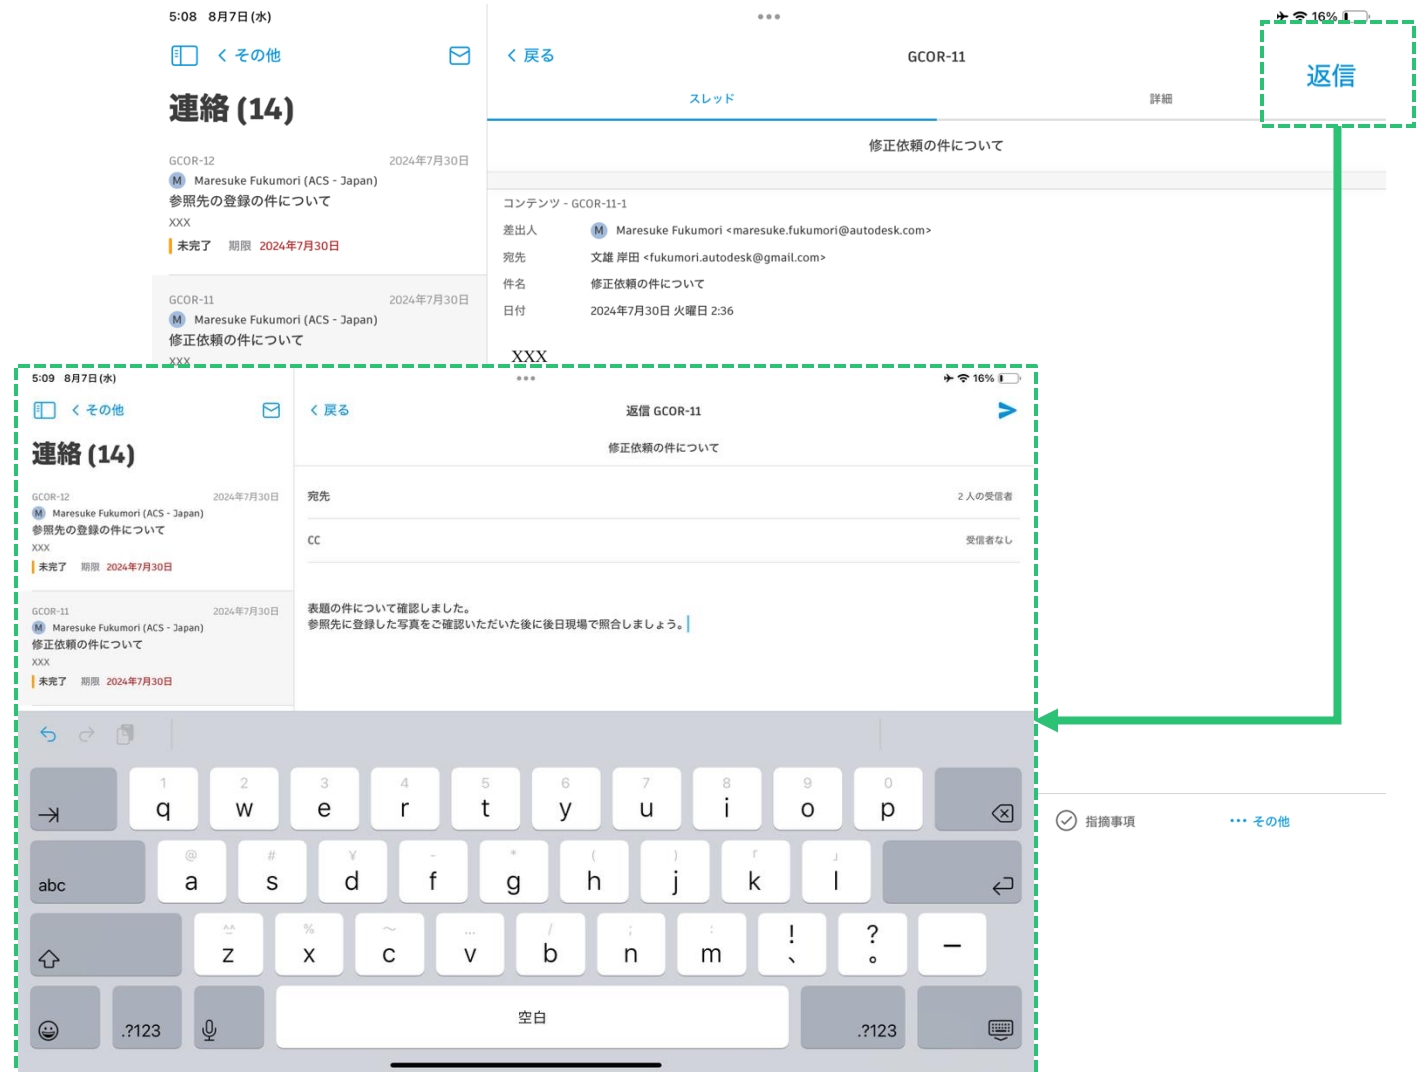 5:08 8月7日(水)
16%
その他
連絡 (14)
GCOR-12 2024年7月30日
M Maresuke Fukumori (ACS - Japan)
参照先の登録の件について
XXX
未完了 期限 2024年7月30日
GCOR-11 2024年7月30日
M Maresuke Fukumori (ACS - Japan)
修正依頼の件について
XXX
戻る
GCOR-11
返信
スレッド 詳細
修正依頼の件について
コンテンツ - GCOR-11-1
差出人 M Maresuke Fukumori <maresuke.fukumori@autodesk.com>
宛先 文雄 岸田 <fukumori.autodesk@gmail.com>
件名 修正依頼の件について
日付 2024年7月30日 火曜日 2:36
XXX
指摘事項 その他
5:09 8月7日(水)
16%
その他
連絡 (14)
GCOR-12 2024年7月30日
M Maresuke Fukumori (ACS - Japan)
参照先の登録の件について
XXX
未完了 期限 2024年7月30日
GCOR-11 2024年7月30日
M Maresuke Fukumori (ACS - Japan)
修正依頼の件について
XXX
未完了 期限 2024年7月30日
戻る
返信 GCOR-11
修正依頼の件について
宛先 2 人の受信者
CC 受信者なし
表題の件について確認しました。
参照先に登録した写真をご確認いただいた後に後日現場で照合しましょう。
1 2 3 4 5 6 7 8 9 0
q w e r t y u i o p
@ # ¥ - * ( ) 「 」
abc a s d f g h j k l
^^ % 〜 ... / ; : ! ?
z x c v b n m 、 。 ー
.?123 空白 .?123